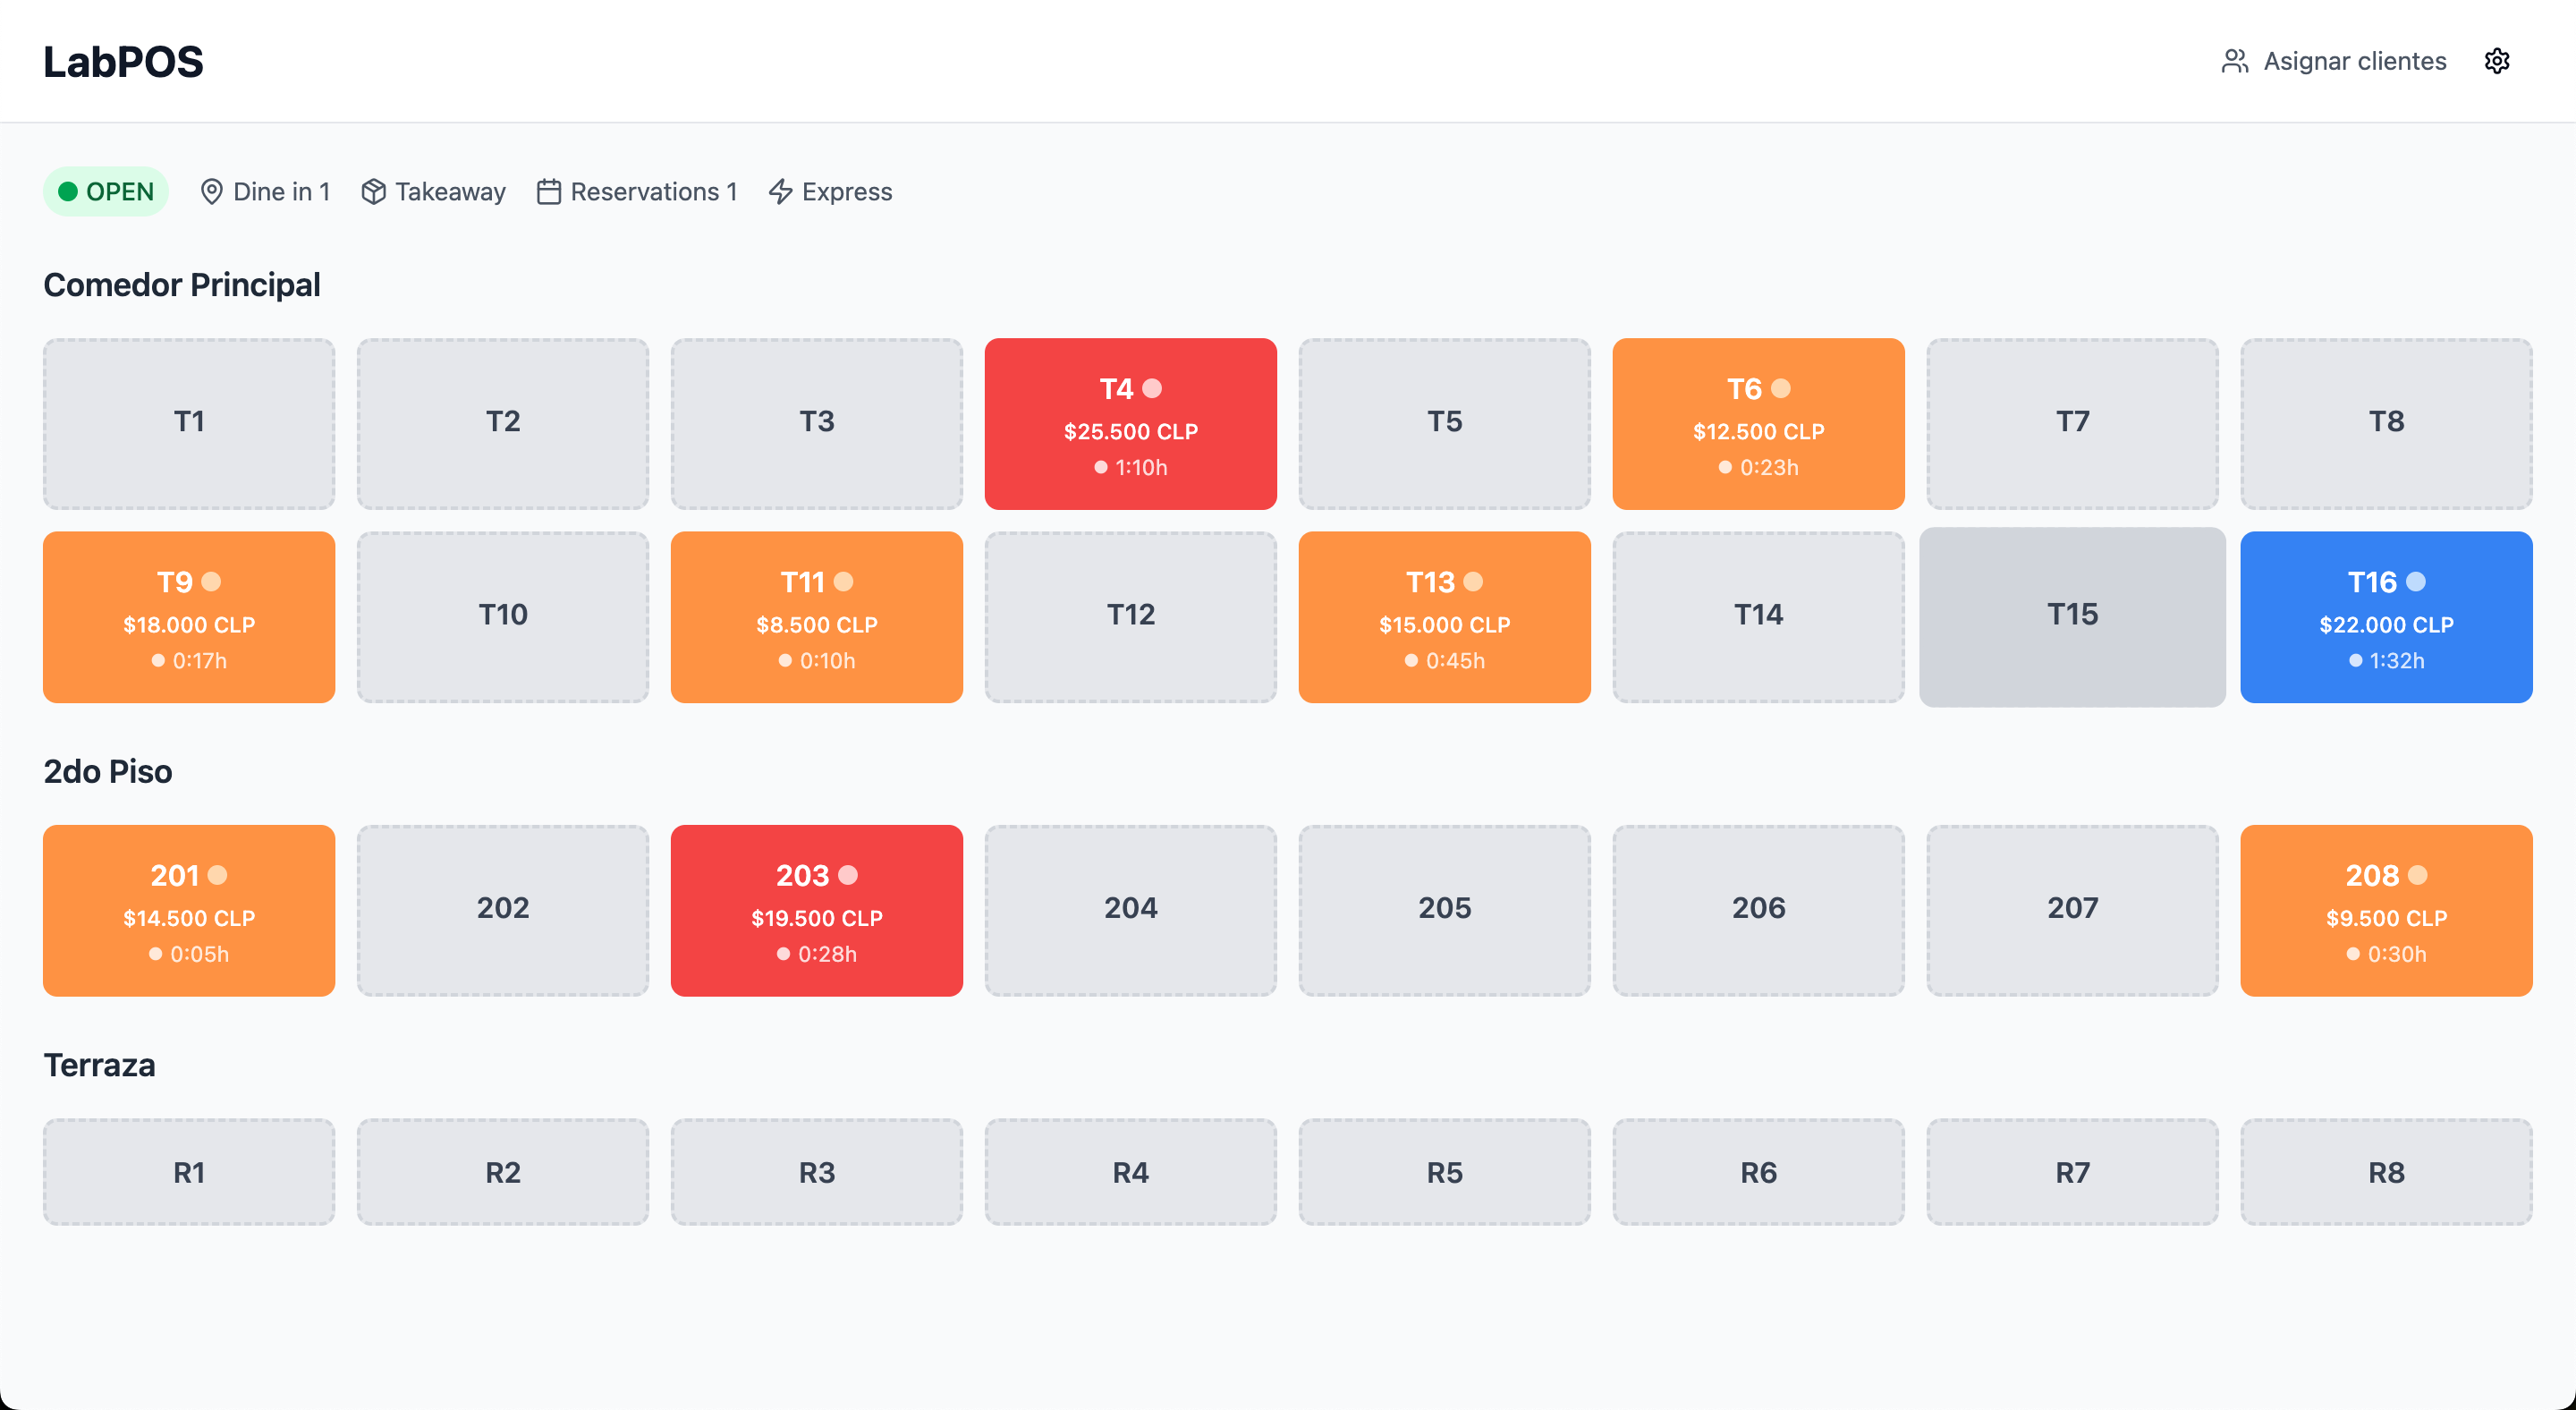 LabPOS
Asignar clientes
OPEN
Dine in 1
Takeaway
Reservations 1
Express
Comedor Principal
T1
T2
T3
T4
$25.500 CLP
1:10h
T5
T6
$12.500 CLP
0:23h
T7
T8
T9
$18.000 CLP
0:17h
T10
T11
$8.500 CLP
0:10h
T12
T13
$15.000 CLP
0:45h
T14
T15
T16
$22.000 CLP
1:32h
2do Piso
201
$14.500 CLP
0:05h
202
203
$19.500 CLP
0:28h
204
205
206
207
208
$9.500 CLP
0:30h
Terraza
R1
R2
R3
R4
R5
R6
R7
R8